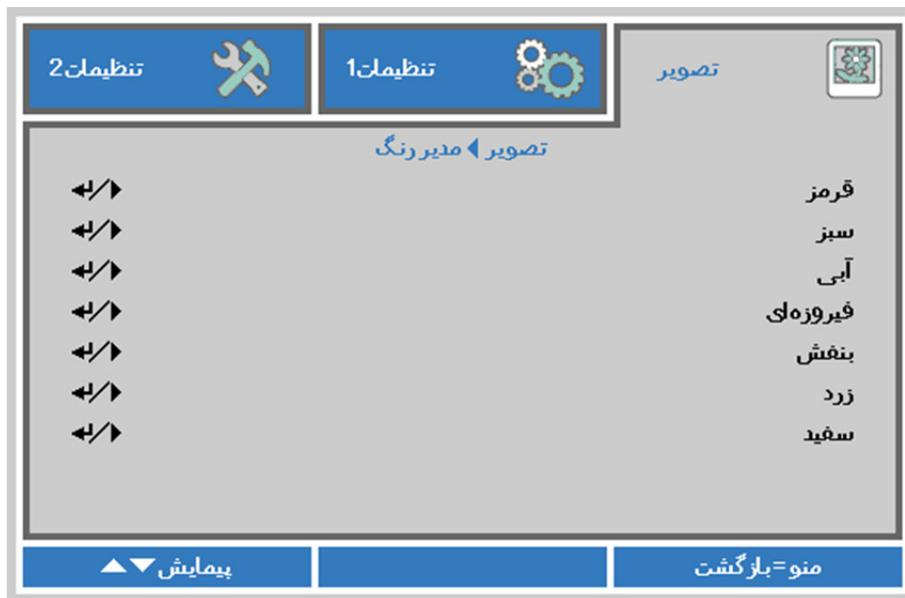 تصویر
تنظیمات1
تنظیمات2
تصویر ⏵ مدیر رنگ
قرمز
سبز
آبی
فیروزه‌ای
بنفش
زرد
سفید
منو=بازگشت
پیمایش▼▲